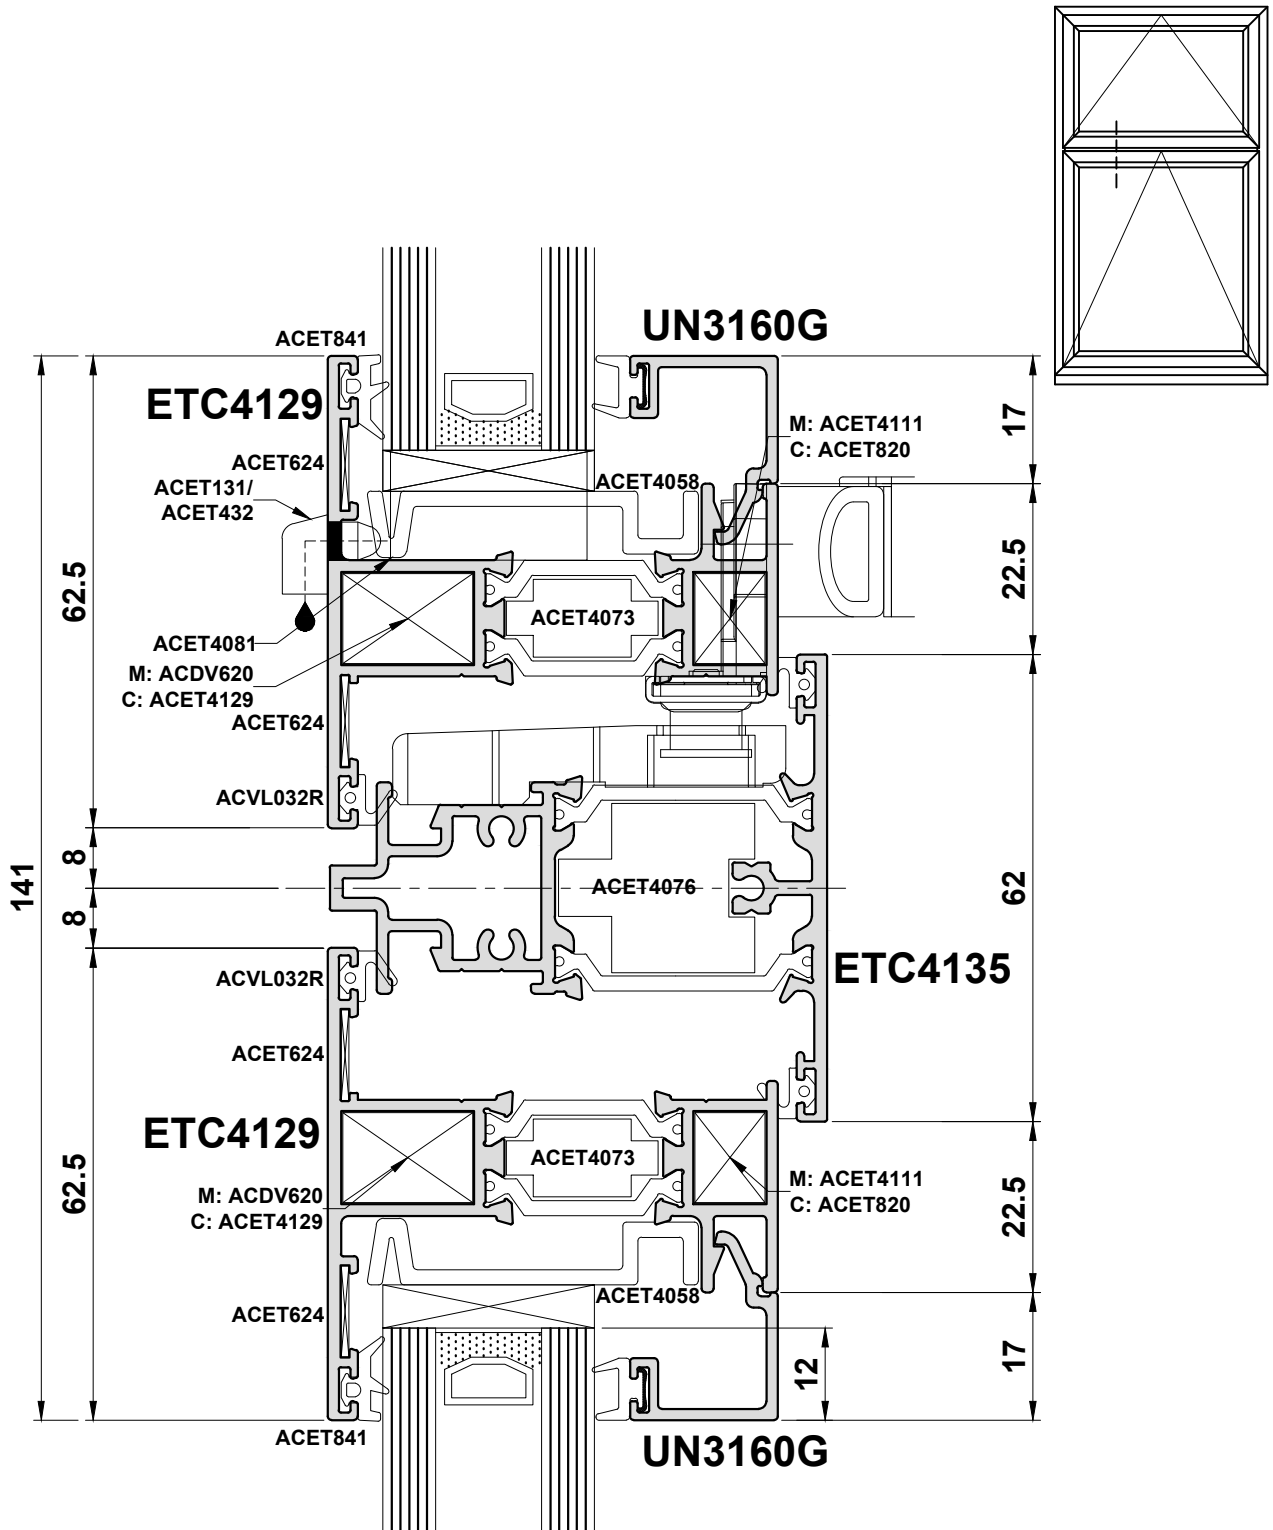 UN3160G
ACET841
ETC4129
17
M: ACET4111
C: ACET820
ACET624
ACET131/
ACET432
ACET4058
22.5
62.5
ACET4073
ACET4081
M: ACDV620
C: ACET4129
ACET624
ACVL032R
8
141
ACET4076
62
8
ETC4135
ACVL032R
ACET624
ETC4129
ACET4073
62.5
M: ACDV620
C: ACET4129
M: ACET4111
C: ACET820
22.5
ACET4058
ACET624
12
17
ACET841
UN3160G